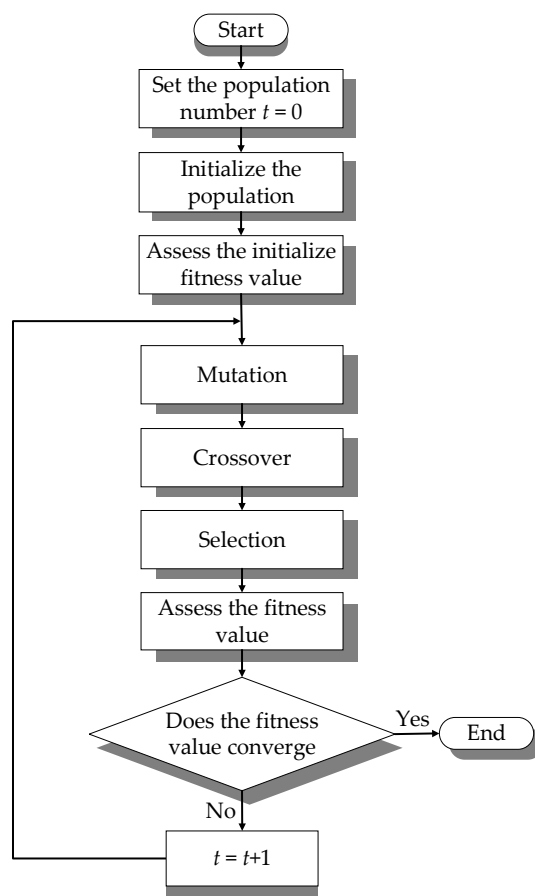 Start
Set the population
number t = 0
Initialize the
population
Assess the initialize
fitness value
Mutation
Crossover
Selection
Assess the fitness
value
Does the fitness
value converge
Yes
End
No
t = t+1